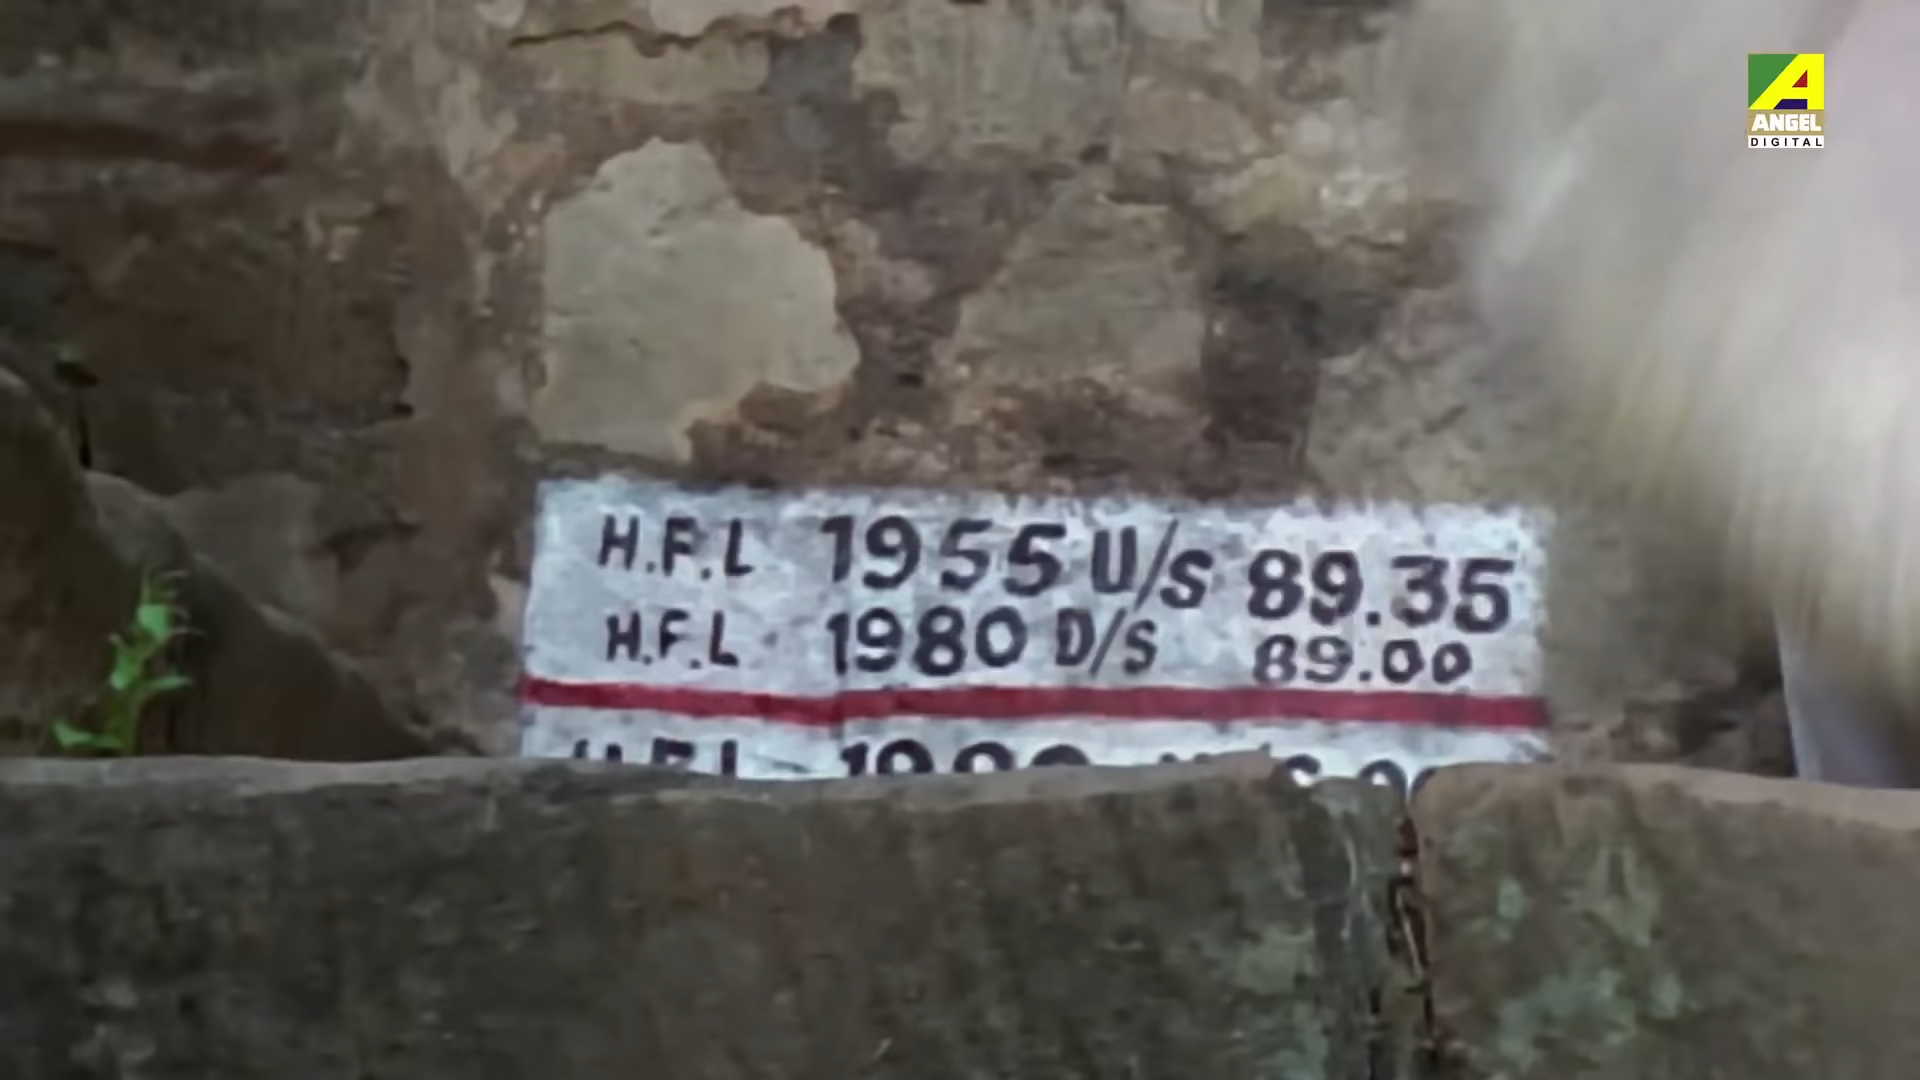 ANGEL
DIGITAL
H.F.L 1955 U/S 89.35
H.F.L 1980 D/S 89.00
H.F.L